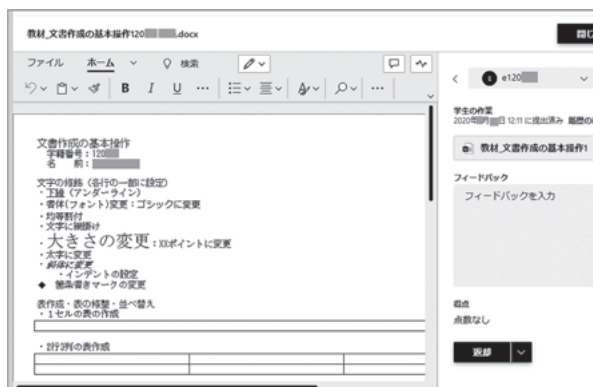 教材_文書作成の基本操作120 .docx
閉じ
ファイル ホーム 検索
B I U …
文書作成の基本操作
学籍番号：120
名 前：
文字の修飾（各行の一部に設定）
・下線（アンダーライン）
・書体(フォント)変更：ゴシックに変更
・均等割付
・文字に網掛け
・大きさの変更：XXポイントに変更
・太字に変更
・斜体に変更
・インデントの設定
◆ 箇条書きマークの変更
表作成・表の修整・並べ替え
・１セルの表の作成
・2行3列の表作成
e120
学生の作業
2020年 月 日 12:11 に提出済み 履歴の
教材_文書作成の基本操作1
フィードバック
フィードバックを入力
得点
点数なし
返却